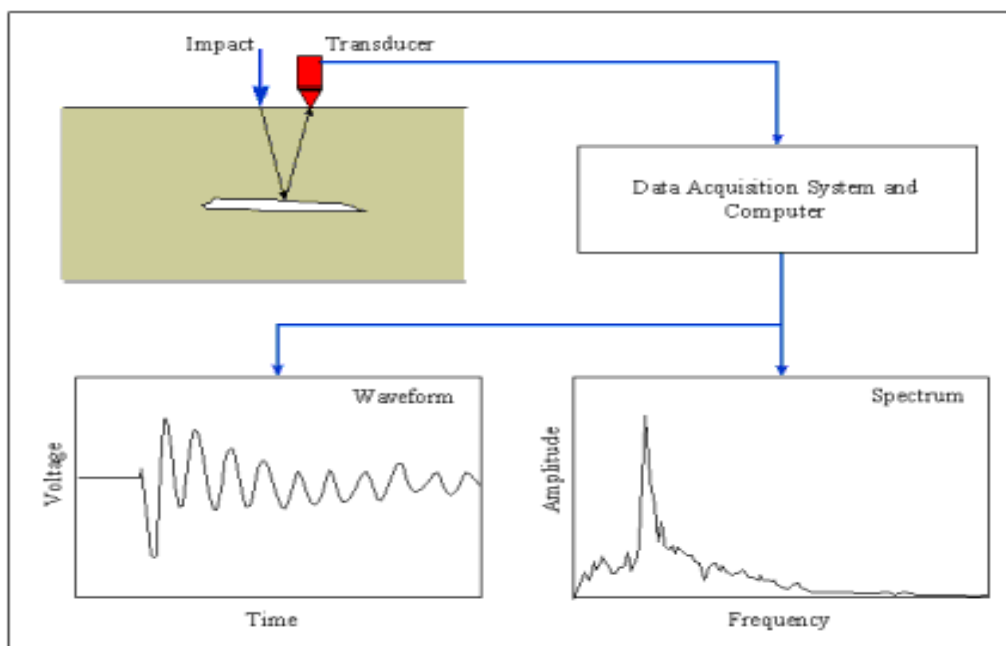 Impact
Transducer
Data Acquisition System and
Computer
Waveform
Voltage
Time
Spectrum
Amplitude
Frequency